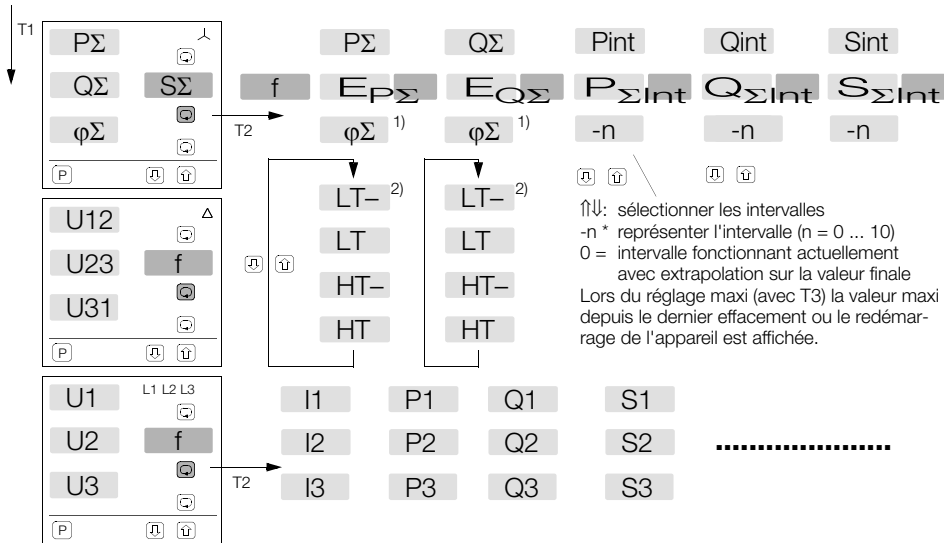 T1
PΣ
QΣ SΣ
φΣ
P
T2
f
PΣ QΣ Pint Qint Sint
EPΣ EQΣ PΣInt QΣInt SΣInt
φΣ 1) φΣ 1) -n -n -n
LT– 2) LT– 2)
LT LT
HT– HT–
HT HT
⇑⇓: sélectionner les intervalles
-n * représenter l'intervalle (n = 0 ... 10)
0 = intervalle fonctionnant actuellement
avec extrapolation sur la valeur finale
Lors du réglage maxi (avec T3) la valeur maxi
depuis le dernier effacement ou le redémar-
rage de l'appareil est affichée.
U12 Δ
U23 f
U31
P
U1 L1 L2 L3
U2 f
U3
P
T2
I1 P1 Q1 S1
I2 P2 Q2 S2 .....................
I3 P3 Q3 S3